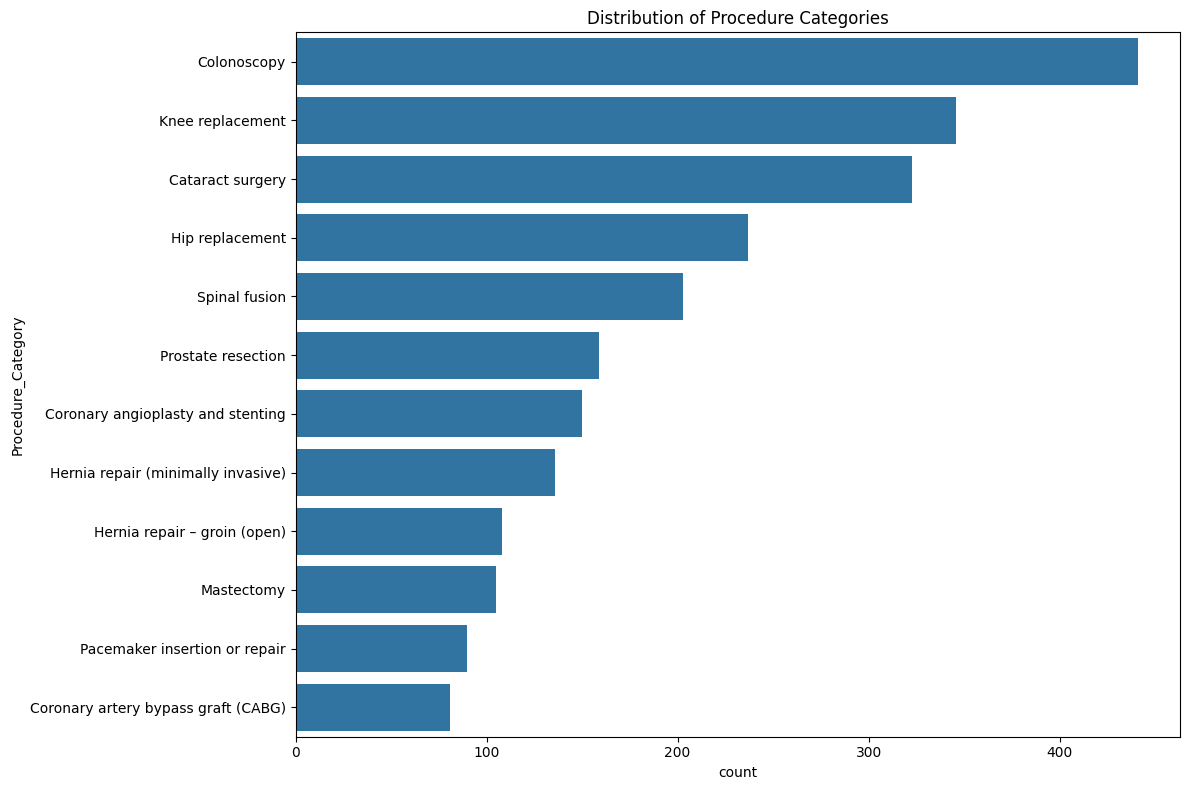 Distribution of Procedure Categories
Procedure_Category
Colonoscopy
Knee replacement
Cataract surgery
Hip replacement
Spinal fusion
Prostate resection
Coronary angioplasty and stenting
Hernia repair (minimally invasive)
Hernia repair – groin (open)
Mastectomy
Pacemaker insertion or repair
Coronary artery bypass graft (CABG)
0 100 200 300 400
count